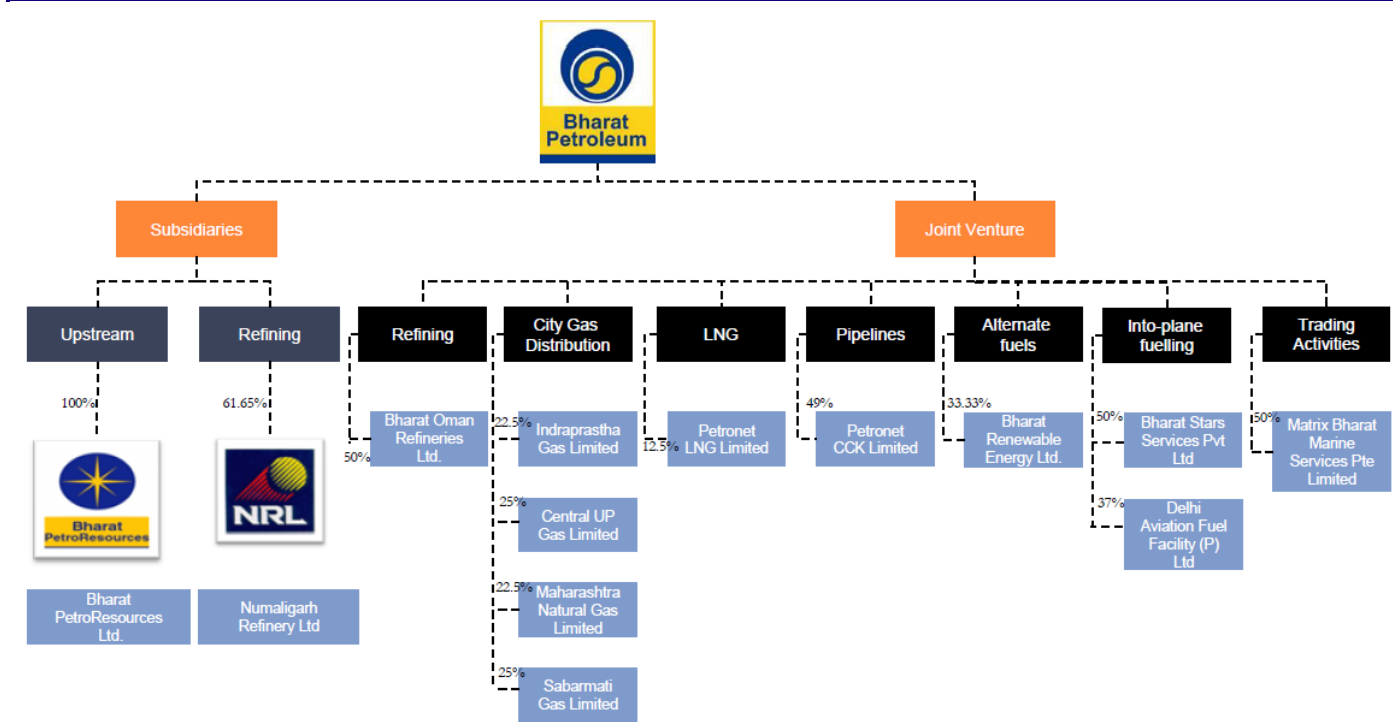 Bharat
Petroleum
Subsidiaries
Joint Venture
Upstream
Refining
Refining
City Gas
Distribution
LNG
Pipelines
Alternate
fuels
Into-plane
fuelling
Trading
Activities
100%
61.65%
50%
Bharat Oman
Refineries
Ltd.
22.5%
Indraprastha
Gas Limited
12.5%
Petronet
LNG Limited
49%
Petronet
CCK Limited
33.33%
Bharat
Renewable
Energy Ltd.
50%
Bharat Stars
Services Pvt
Ltd
50%
Matrix Bharat
Marine
Services Pte
Limited
Bharat
PetroResources
NRL
25%
Central UP
Gas Limited
37%
Delhi
Aviation Fuel
Facility (P)
Ltd
Bharat
PetroResources
Ltd.
Numaligarh
Refinery Ltd
22.5%
Maharashtra
Natural Gas
Limited
25%
Sabarmati
Gas Limited